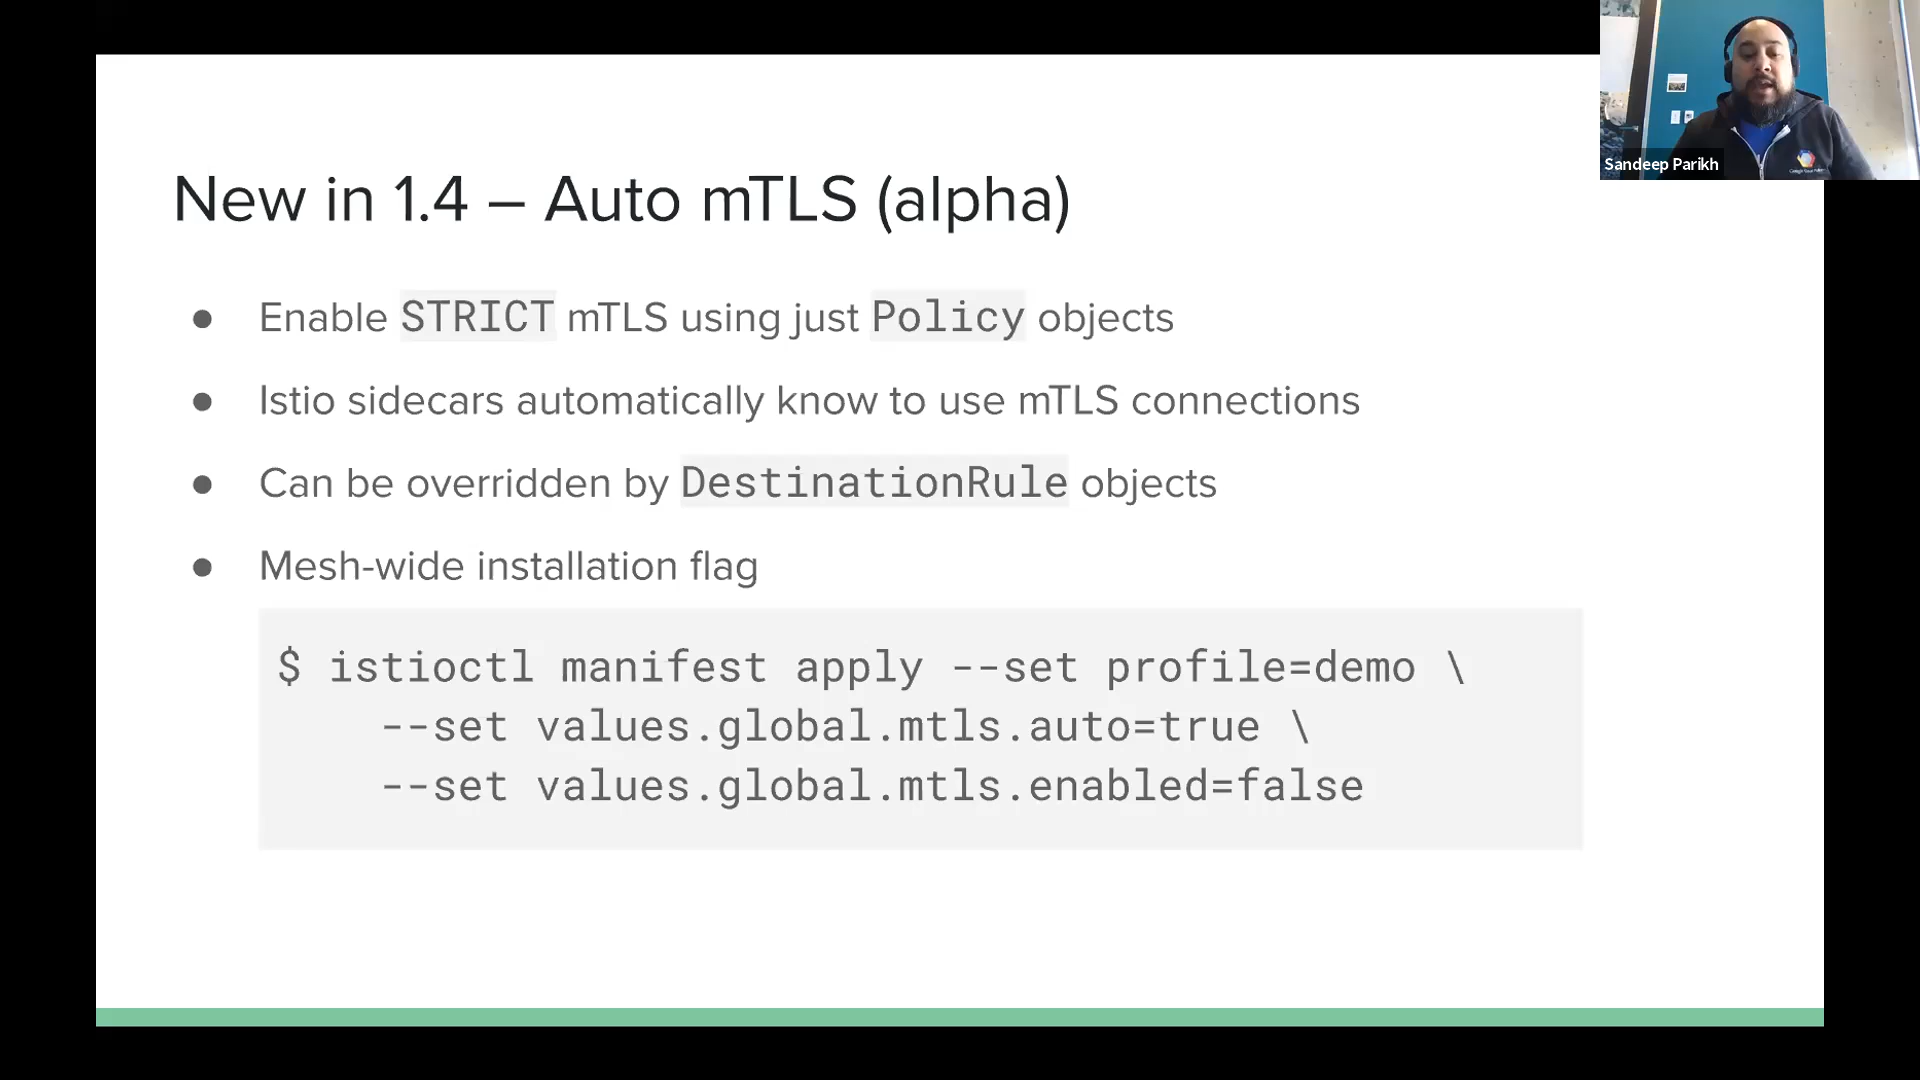 Sandeep Parikh
New in 1.4 – Auto mTLS (alpha)
● Enable STRICT mTLS using just Policy objects
● Istio sidecars automatically know to use mTLS connections
● Can be overridden by DestinationRule objects
● Mesh-wide installation flag
$ istioctl manifest apply --set profile=demo \
--set values.global.mtls.auto=true \
--set values.global.mtls.enabled=false